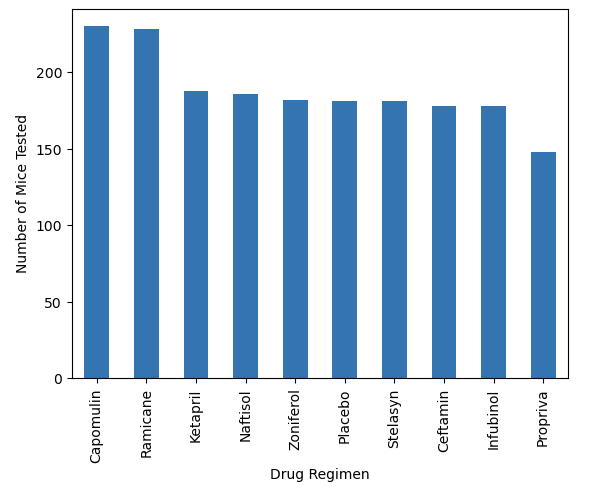 Number of Mice Tested
200
150
100
50
0
Capomulin
Ramicane
Ketapril
Naftisol
Zoniferol
Placebo
Stelasyn
Ceftamin
Infubinol
Propriva
Drug Regimen